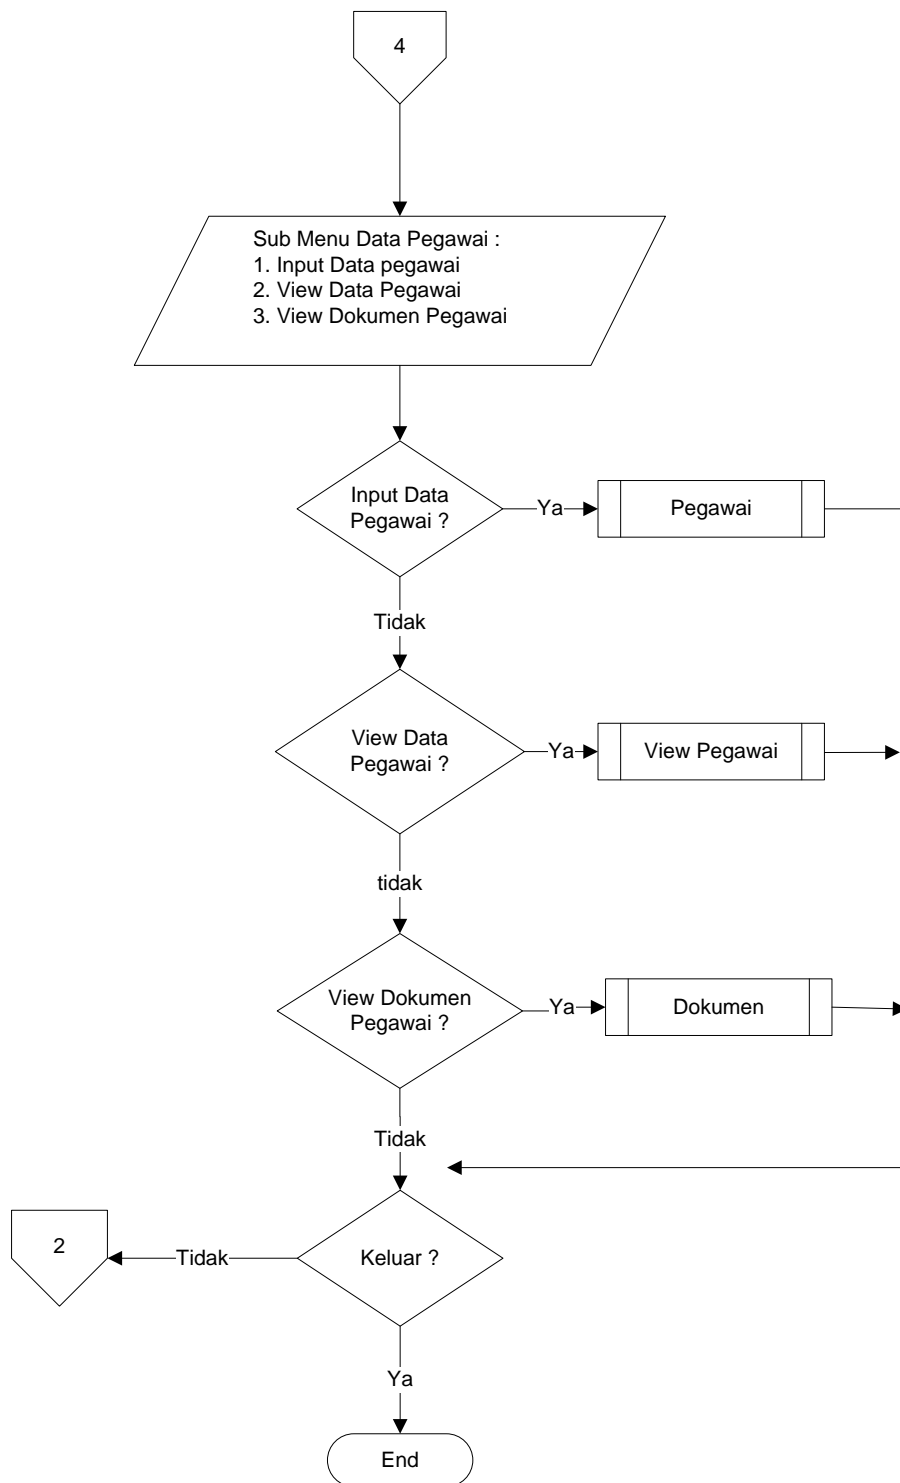 4
Sub Menu Data Pegawai :
1. Input Data pegawai
2. View Data Pegawai
3. View Dokumen Pegawai
Input Data
Pegawai ?
Ya
Pegawai
Tidak
View Data
Pegawai ?
Ya
View Pegawai
tidak
View Dokumen
Pegawai ?
Ya
Dokumen
Tidak
2
Tidak
Keluar ?
Ya
End